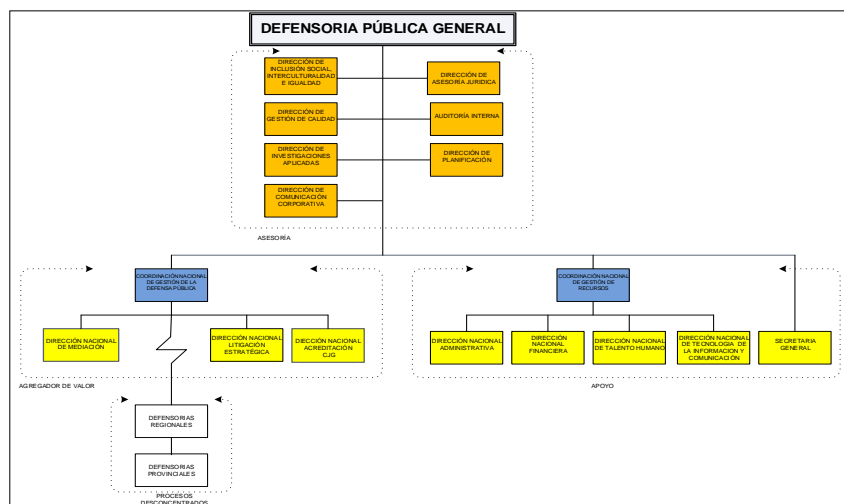 DEFENSORIA PÚBLICA GENERAL
DIRECCIÓN DE
INCLUSIÓN SOCIAL,
INTERCULTURALIDAD
E IGUALDAD
DIRECCIÓN DE
ASESORÍA JURIDICA
DIRECCIÓN DE
GESTIÓN DE CALIDAD
AUDITORÍA INTERNA
DIRECCIÓN DE
INVESTIGACIONES
APLICADAS
DIRECCIÓN DE
PLANIFICACIÓN
DIRECCIÓN DE
COMUNICACIÓN
CORPORATIVA
ASESORÍA
COORDINACIÓN NACIONAL
DE GESTIÓN DE LA
DEFENSA PÚBLICA
COORDINACIÓN NACIONAL
DE GESTIÓN DE
RECURSOS
DIRECCIÓN NACIONAL
DE MEDIACIÓN
DIRECCIÓN NACIONAL
LITIGACIÓN
ESTRATÉGICA
DIECCIÓN NACIONAL
ACREDITACIÓN
CJG
DIRECCIÓN NACIONAL
ADMINISTRATIVA
DIRECCIÓN
NACIONAL
FINANCIERA
DIRECCIÓN NACIONAL
DE TALENTO HUMANO
DIRECCIÓN NACIONAL
DE TECNOLOGÍA DE
LA INFORMACIÓN Y
COMUNICACIÓN
SECRETARIA
GENERAL
AGREGADOR DE VALOR
APOYO
DEFENSORIAS
REGIONALES
DEFENSORIAS
PROVINCIALES
PROCESOS
DESCONCENTRADOS